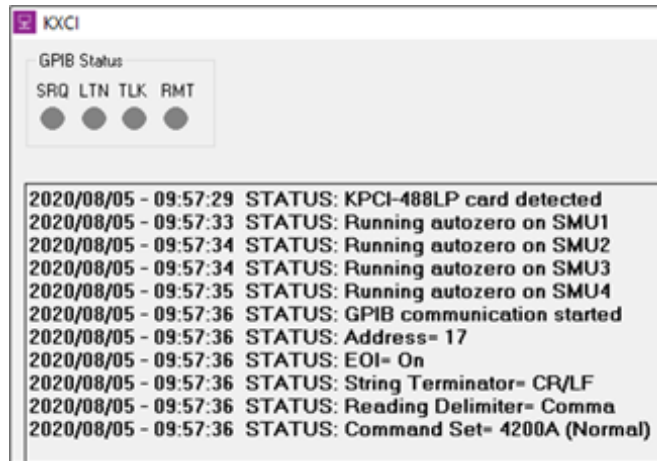 KXCI
GPIB Status
SRQ LTN TLK RMT
2020/08/05 - 09:57:29 STATUS: KPCI-488LP card detected
2020/08/05 - 09:57:33 STATUS: Running autozero on SMU1
2020/08/05 - 09:57:34 STATUS: Running autozero on SMU2
2020/08/05 - 09:57:34 STATUS: Running autozero on SMU3
2020/08/05 - 09:57:35 STATUS: Running autozero on SMU4
2020/08/05 - 09:57:36 STATUS: GPIB communication started
2020/08/05 - 09:57:36 STATUS: Address= 17
2020/08/05 - 09:57:36 STATUS: EOI= On
2020/08/05 - 09:57:36 STATUS: String Terminator= CR/LF
2020/08/05 - 09:57:36 STATUS: Reading Delimiter= Comma
2020/08/05 - 09:57:36 STATUS: Command Set= 4200A (Normal)